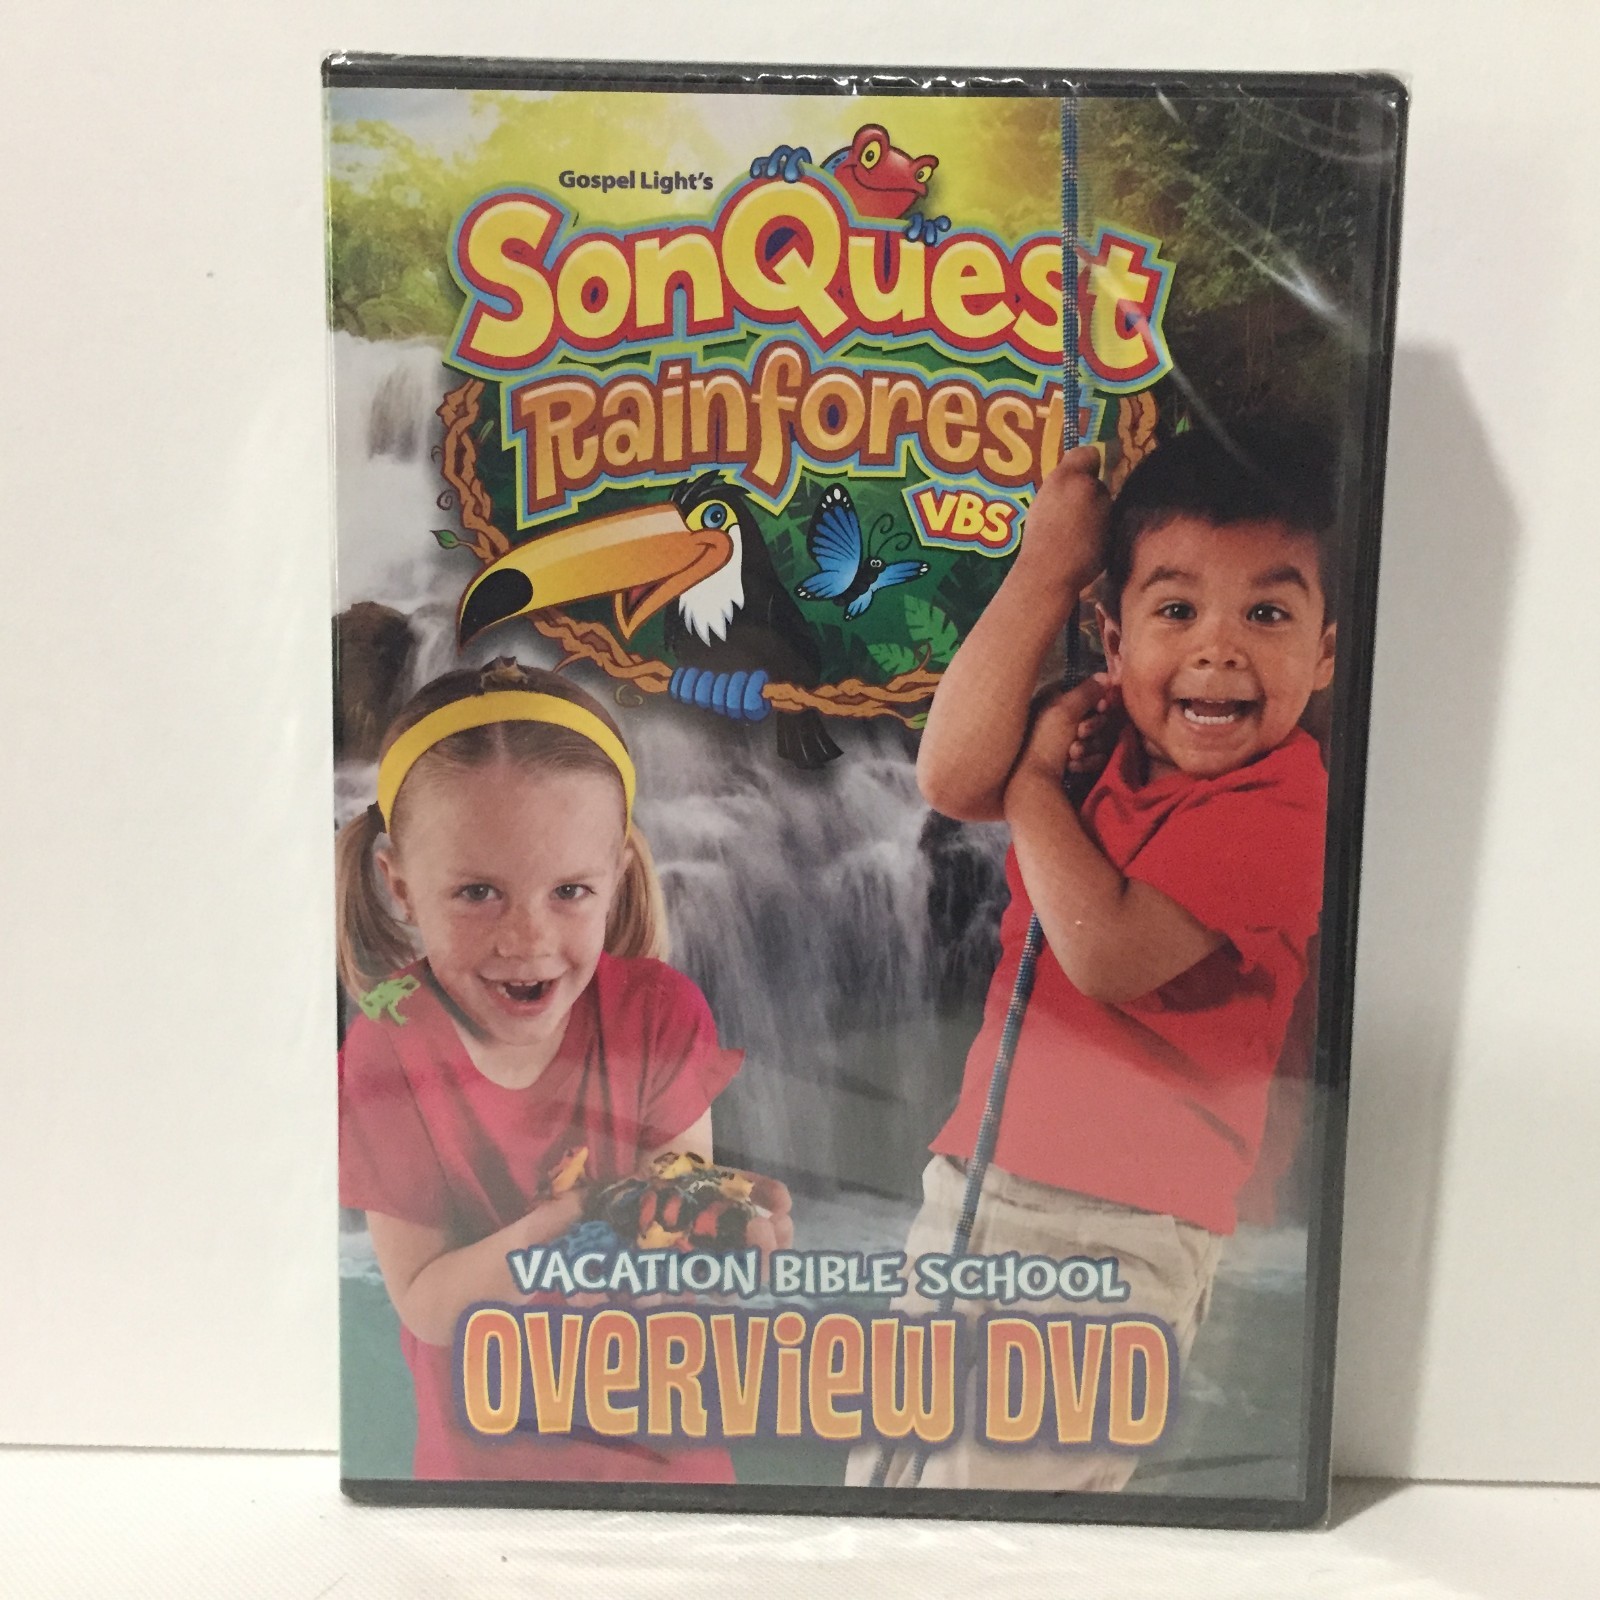 Gospel Light's
SonQuest
Rainforest
VBS
VACATION BIBLE SCHOOL
OVERVIEW DVD